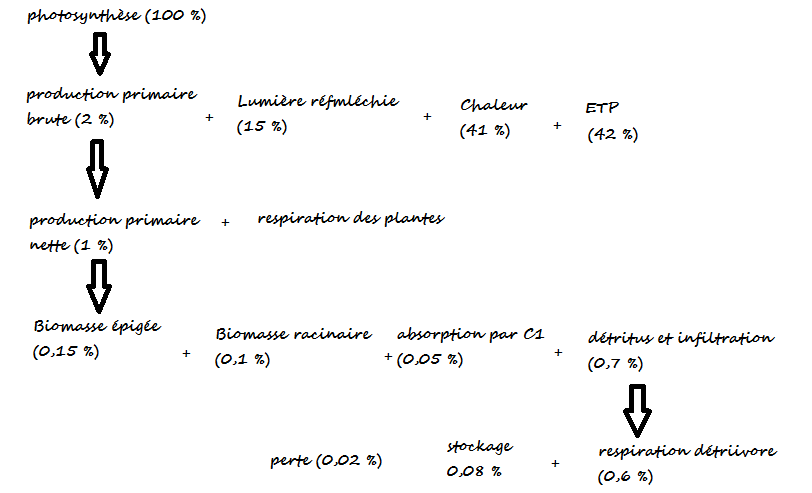 photosynthèse (100 %)
production primaire
brute (2 %)
+
Lumière réfmléchie
(15 %)
+
Chaleur
(41 %)
+
ETP
(42 %)
production primaire
nette (1 %)
+
respiration des plantes
Biomasse épigée
(0,15 %)
+
Biomasse racinaire
(0,1 %)
+
absorption par C1
(0,05 %)
+
détritus et infiltration
(0,7 %)
perte (0,02 %)
stockage
0,08 %
+
respiration détriivore
(0,6 %)